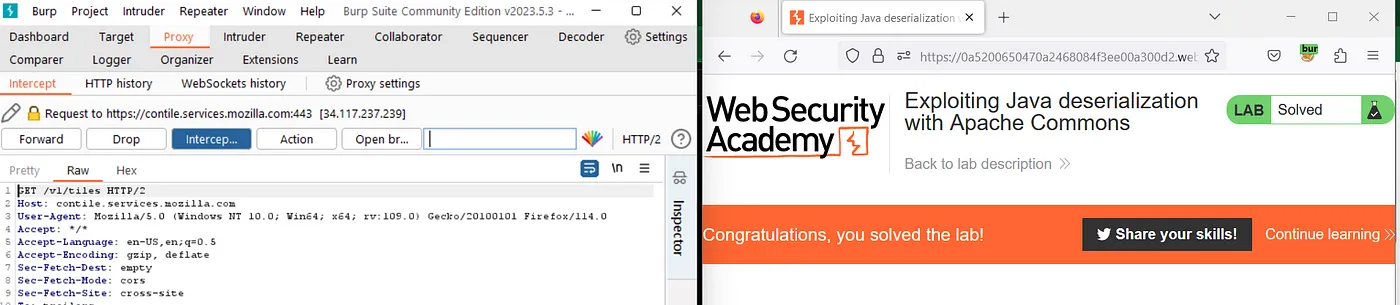 Burp Project Intruder Repeater Window Help Burp Suite Community Edition v2023.5.3 - ...
Dashboard Target Proxy Intruder Repeater Collaborator Sequencer Decoder Settings
Comparer Logger Organizer Extensions Learn
Intercept HTTP history WebSockets history Proxy settings
Request to https://contile.services.mozilla.com:443 [34.117.237.239]
Forward Drop Intercep... Action Open br... HTTP/2 ?
Pretty Raw Hex \n
1 GET /v1/tiles HTTP/2
2 Host: contile.services.mozilla.com
3 User-Agent: Mozilla/5.0 (Windows NT 10.0; Win64; x64; rv:109.0) Gecko/20100101 Firefox/114.0
4 Accept: */*
5 Accept-Language: en-US,en;q=0.5
6 Accept-Encoding: gzip, deflate
7 Sec-Fetch-Dest: empty
8 Sec-Fetch-Mode: cors
9 Sec-Fetch-Site: cross-site
Inspector
Exploiting Java deserialization
https://0a5200650470a2468084f3ee00a300d2.we
bur
Web Security
Academy
Exploiting Java deserialization
with Apache Commons
Back to lab description
LAB Solved
Congratulations, you solved the lab!
Share your skills!
Continue learning